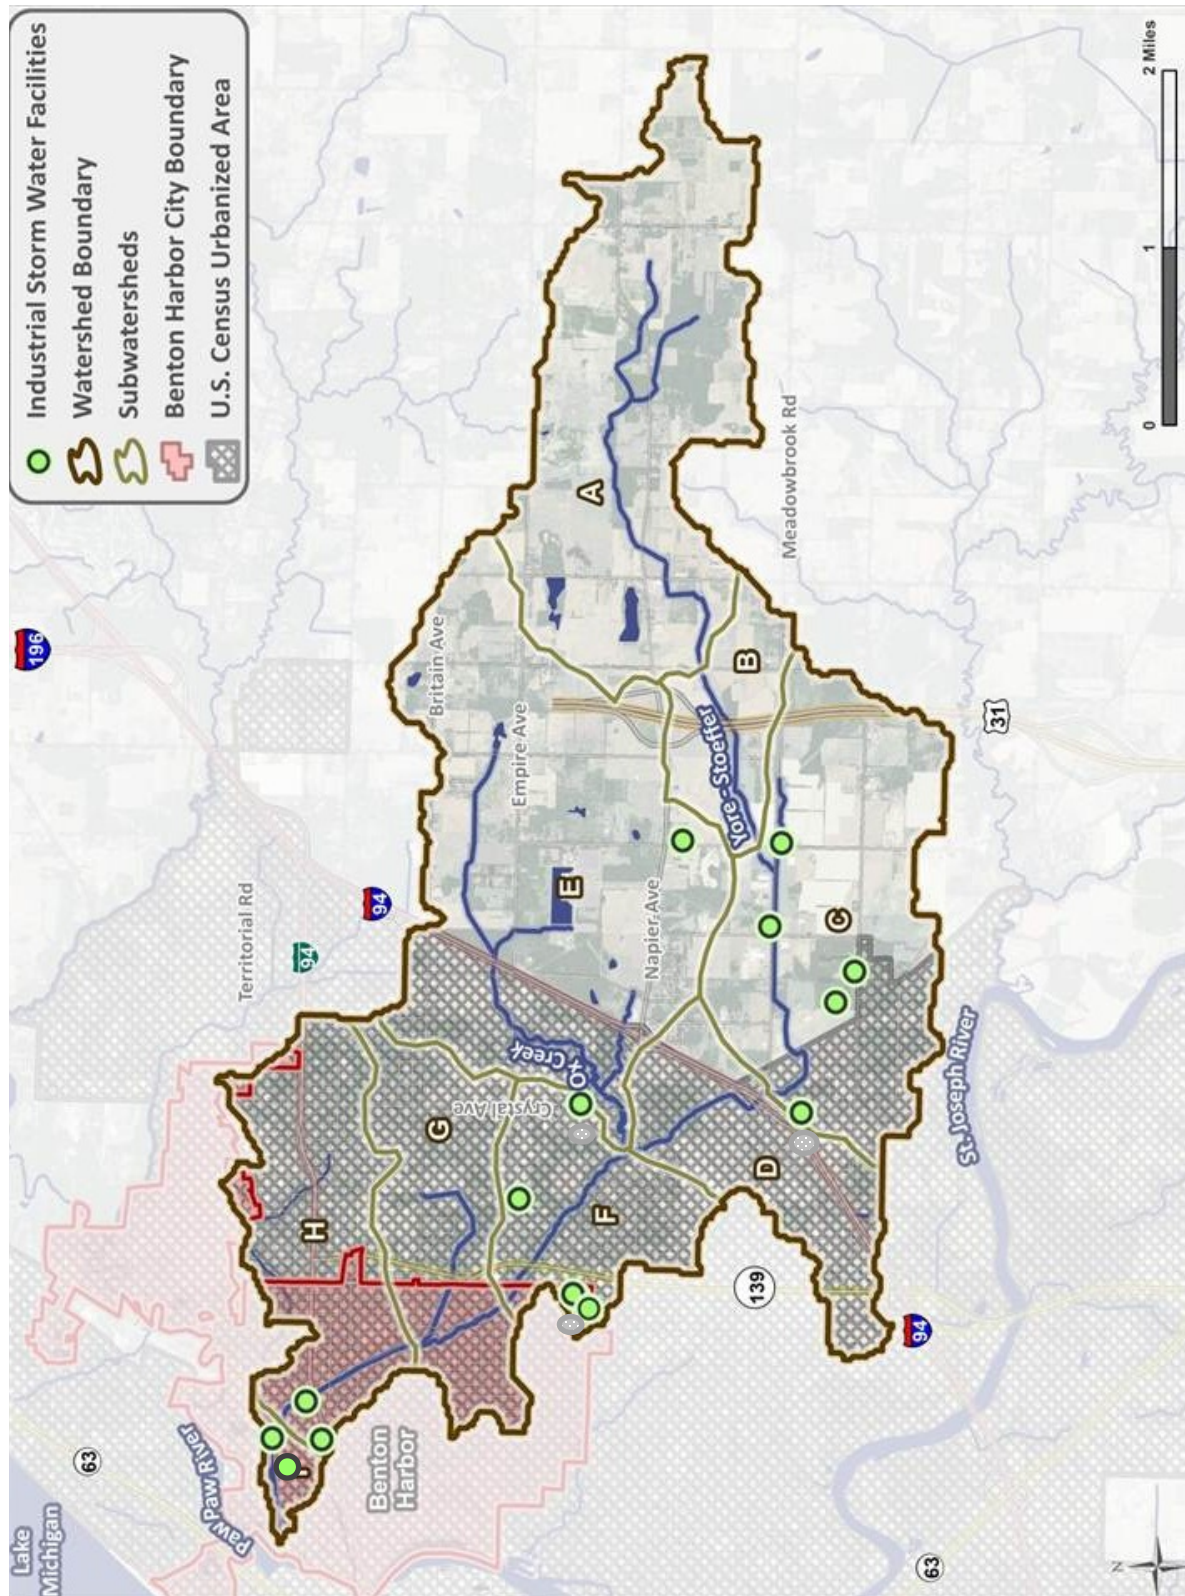 Industrial Storm Water Facilities
Watershed Boundary
Subwatersheds
Benton Harbor City Boundary
U.S. Census Urbanized Area
Lake
Michigan
63
Paw Paw River
Benton
Harbor
Territorial Rd
94
94
196
Britain Ave
Empire Ave
Napier Ave
Crystal Ave
Ox Creek
Yore - Stoeffer
Meadowbrook Rd
31
St. Joseph River
139
94
63
A
B
C
D
E
F
G
H
N
0
1
2 Miles